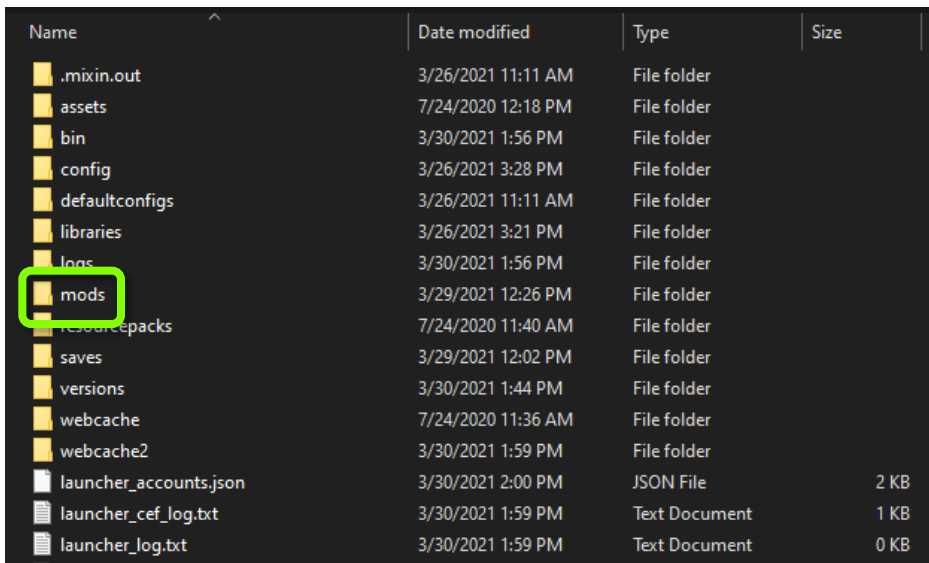 Name Date modified Type Size
.mixin.out 3/26/2021 11:11 AM File folder
assets 7/24/2020 12:18 PM File folder
bin 3/30/2021 1:56 PM File folder
config 3/26/2021 3:28 PM File folder
defaultconfigs 3/26/2021 11:11 AM File folder
libraries 3/26/2021 3:21 PM File folder
logs 3/30/2021 1:56 PM File folder
mods 3/29/2021 12:26 PM File folder
resourcepacks 7/24/2020 11:40 AM File folder
saves 3/29/2021 12:02 PM File folder
versions 3/30/2021 1:44 PM File folder
webcache 7/24/2020 11:36 AM File folder
webcache2 3/30/2021 1:59 PM File folder
launcher_accounts.json 3/30/2021 2:00 PM JSON File 2 KB
launcher_cef_log.txt 3/30/2021 1:59 PM Text Document 1 KB
launcher_log.txt 3/30/2021 1:59 PM Text Document 0 KB